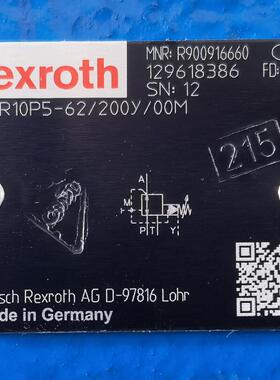 exroth
MNR: R900916660
129618386
FD:
SN: 12
R10P5-62/200Y/00M
215
A
M
T
P T Y
sch Rexroth AG D-97816 Lohr
de in Germany